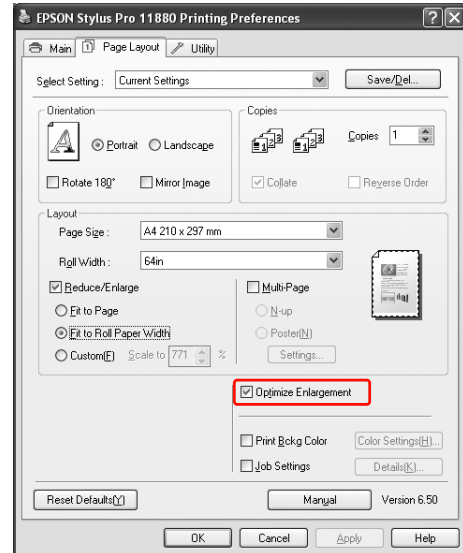 EPSON Stylus Pro 11880 Printing Preferences
Main Page Layout Utility
Select Setting : Current Settings Save/Del...
Orientation
Portrait Landscape
Rotate 180° Mirror Image
Copies
Copies 1
Collate Reverse Order
Layout
Page Size : A4 210 x 297 mm
Roll Width : 64in
Reduce/Enlarge
Fit to Page
Fit to Roll Paper Width
Custom(F) Scale to 771 %
Multi-Page
N-up
Poster(N)
Settings...
Optimize Enlargement
Print Bckg Color Color Settings(H)...
Job Settings Details(K)...
Reset Defaults(Y) Manual Version 6.50
OK Cancel Apply Help